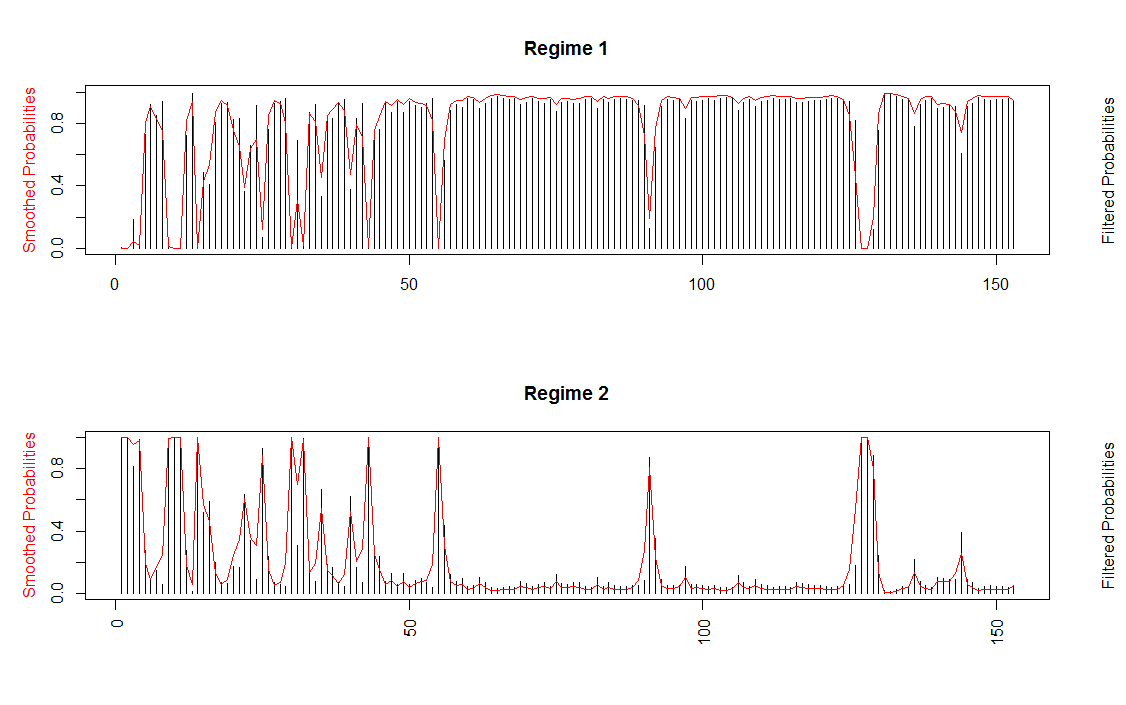 Regime 1
Smoothed Probabilities
0.0 0.4 0.8
Filtered Probabilities
0 50 100 150
Regime 2
Smoothed Probabilities
0.0 0.4 0.8
Filtered Probabilities
0 50 100 150